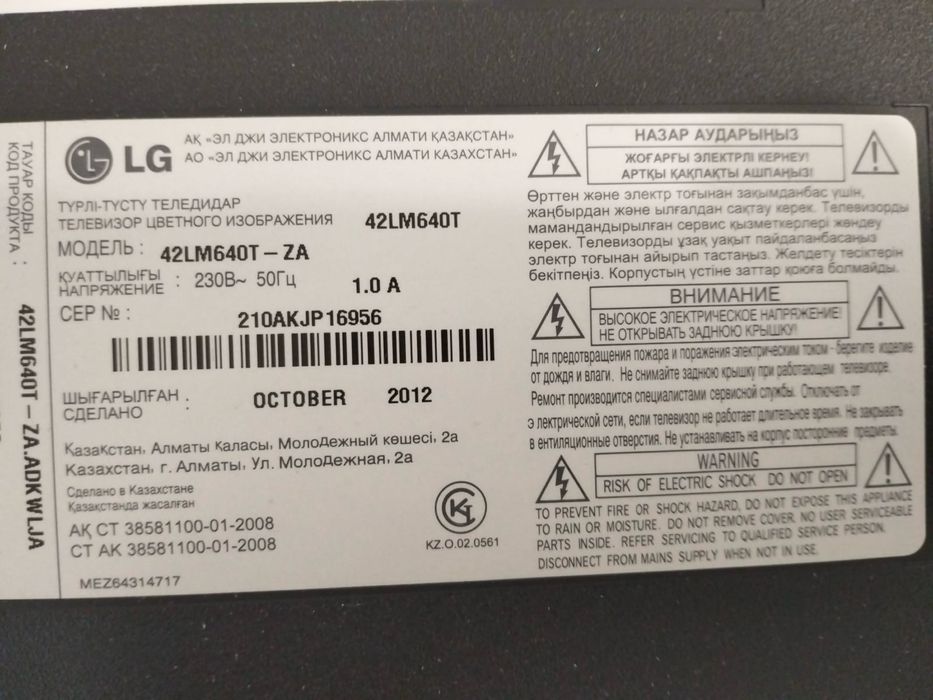 ТАУАР КОДЫ
КОД ПРОДУКТА :
42LM640T-ZA.ADKWLJA
LG
АҚ «ЭЛ ДЖИ ЭЛЕКТРОНИКС АЛМАТИ ҚАЗАҚСТАН»
АО «ЭЛ ДЖИ ЭЛЕКТРОНИКС АЛМАТИ КАЗАХСТАН»
ТҮРЛІ-ТҮСТҮ ТЕЛЕДИДАР
ТЕЛЕВИЗОР ЦВЕТНОГО ИЗОБРАЖЕНИЯ 42LM640T
МОДЕЛЬ : 42LM640T-ZA
ҚУАТТЫЛЫҒЫ
НАПРЯЖЕНИЕ : 230В~ 50Гц 1.0 A
СЕР № : 210AKJP16956
ШЫҒАРЫЛҒАН
СДЕЛАНО : OCTOBER 2012
Казақстан, Алматы Қаласы, МолоДежный көшесі, 2а
Казахстан, г. Алматы, Ул. МолоДежная, 2а
Сделано в Казахстане
Қазақстанда жасалған
АҚ СТ 38581100-01-2008
СТ АК 38581100-01-2008
KZ.O.02.0561
MEZ64314717
НАЗАР АУДАРЫҢЫЗ
ЖОҒАРҒЫ ЭЛЕКТРЛІ КЕРНЕУ!
АРТҚЫ ҚАҚПАҚТЫ АШПАҢЫЗ!
Өрттен және электр тоғынан зақымданбас үшін,
жаңбырдан және ылғалдан сақтау керек. Телевизорды
мамандандырылған сервис қызметкерлері жөндеу
керек. Телевизорды ұзақ уақыт пайдаланбасаңыз
электр тоғынан айырып тастаңыз. Желдету тесіктерін
бекітпеңіз. Корпустың үстіне заттар қоюға болмайды.
ВНИМАНИЕ
ВЫСОКОЕ ЭЛЕКТРИЧЕСКОЕ НАПРЯЖЕНИЕ!
НЕ ОТКРЫВАТЬ ЗАДНЮЮ КРЫШКУ!
Для предотвращения пожара и поражения электрическим током - берегите изделие
от дождя и влаги. Не снимайте заднюю крышку при работающем телевизоре.
Ремонт производится специалистами сервисной службы. Отключать от
э лектрической сети, если телевизор не работает длительное время. Не закрывать
в ентиляционные отверстия. Не устанавливать на корпус посторонние предметы.
WARNING
RISK OF ELECTRIC SHOCK DO NOT OPEN
TO PREVENT FIRE OR SHOCK HAZARD, DO NOT EXPOSE THIS APPLIANCE
TO RAIN OR MOISTURE. DO NOT REMOVE COVER. NO USER SERVICEABLE
PARTS INSIDE. REFER SERVICING TO QUALIFIED SERVICE PERSON.
DISCONNECT FROM MAINS SUPPLY WHEN NOT IN USE.